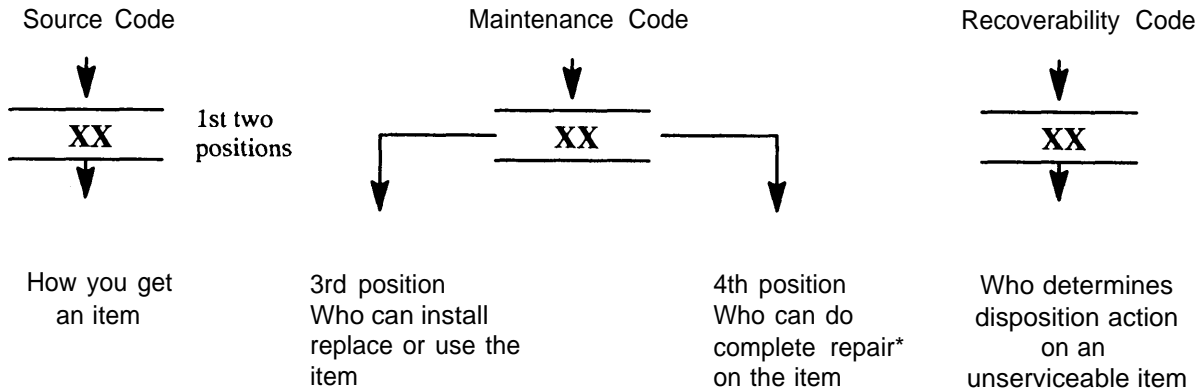 Source Code
Maintenance Code
Recoverability Code
XX
1st two
positions
XX
XX
How you get
an item
3rd position
Who can install
replace or use the
item
4th position
Who can do
complete repair*
on the item
Who determines
disposition action
on an
unserviceable item